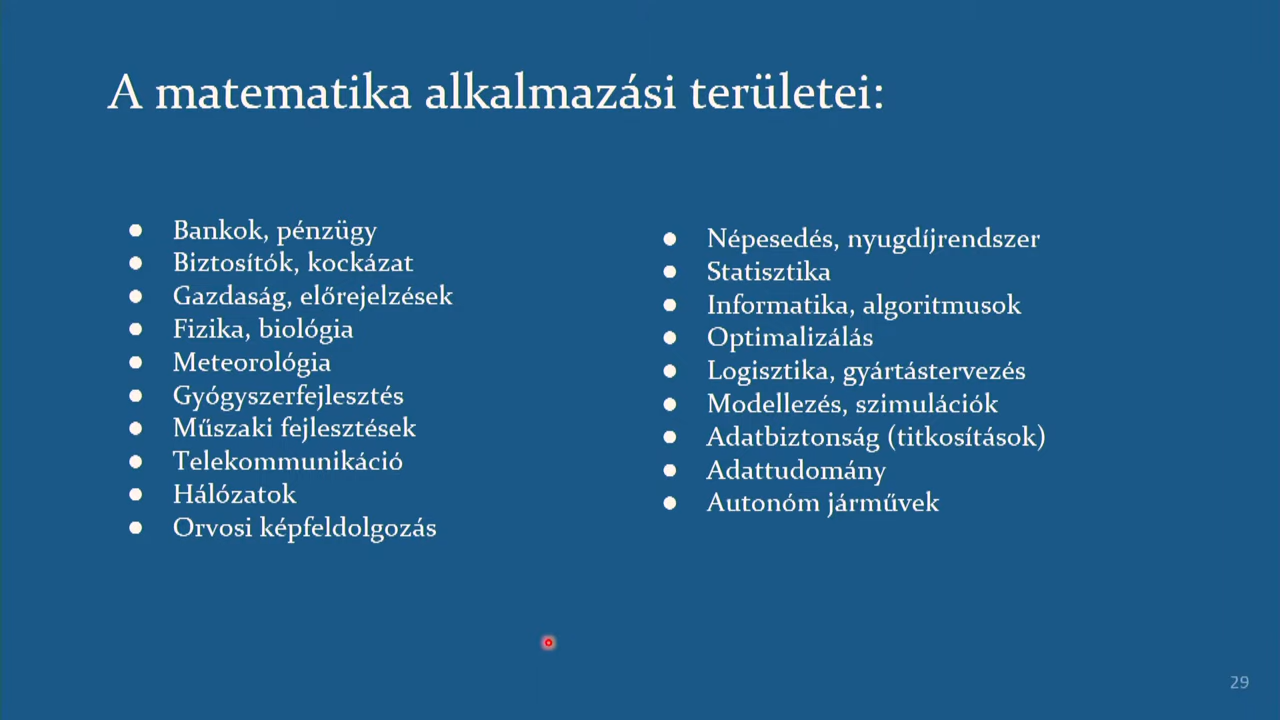 A matematika alkalmazási területei:
● Bankok, pénzügy
● Biztosítók, kockázat
● Gazdaság, előrejelzések
● Fizika, biológia
● Meteorológia
● Gyógyszerfejlesztés
● Műszaki fejlesztések
● Telekommunikáció
● Hálózatok
● Orvosi képfeldolgozás
● Népesedés, nyugdíjrendszer
● Statisztika
● Informatika, algoritmusok
● Optimalizálás
● Logisztika, gyártástervezés
● Modellezés, szimulációk
● Adatbiztonság (titkosítások)
● Adattudomány
● Autonóm járművek
29